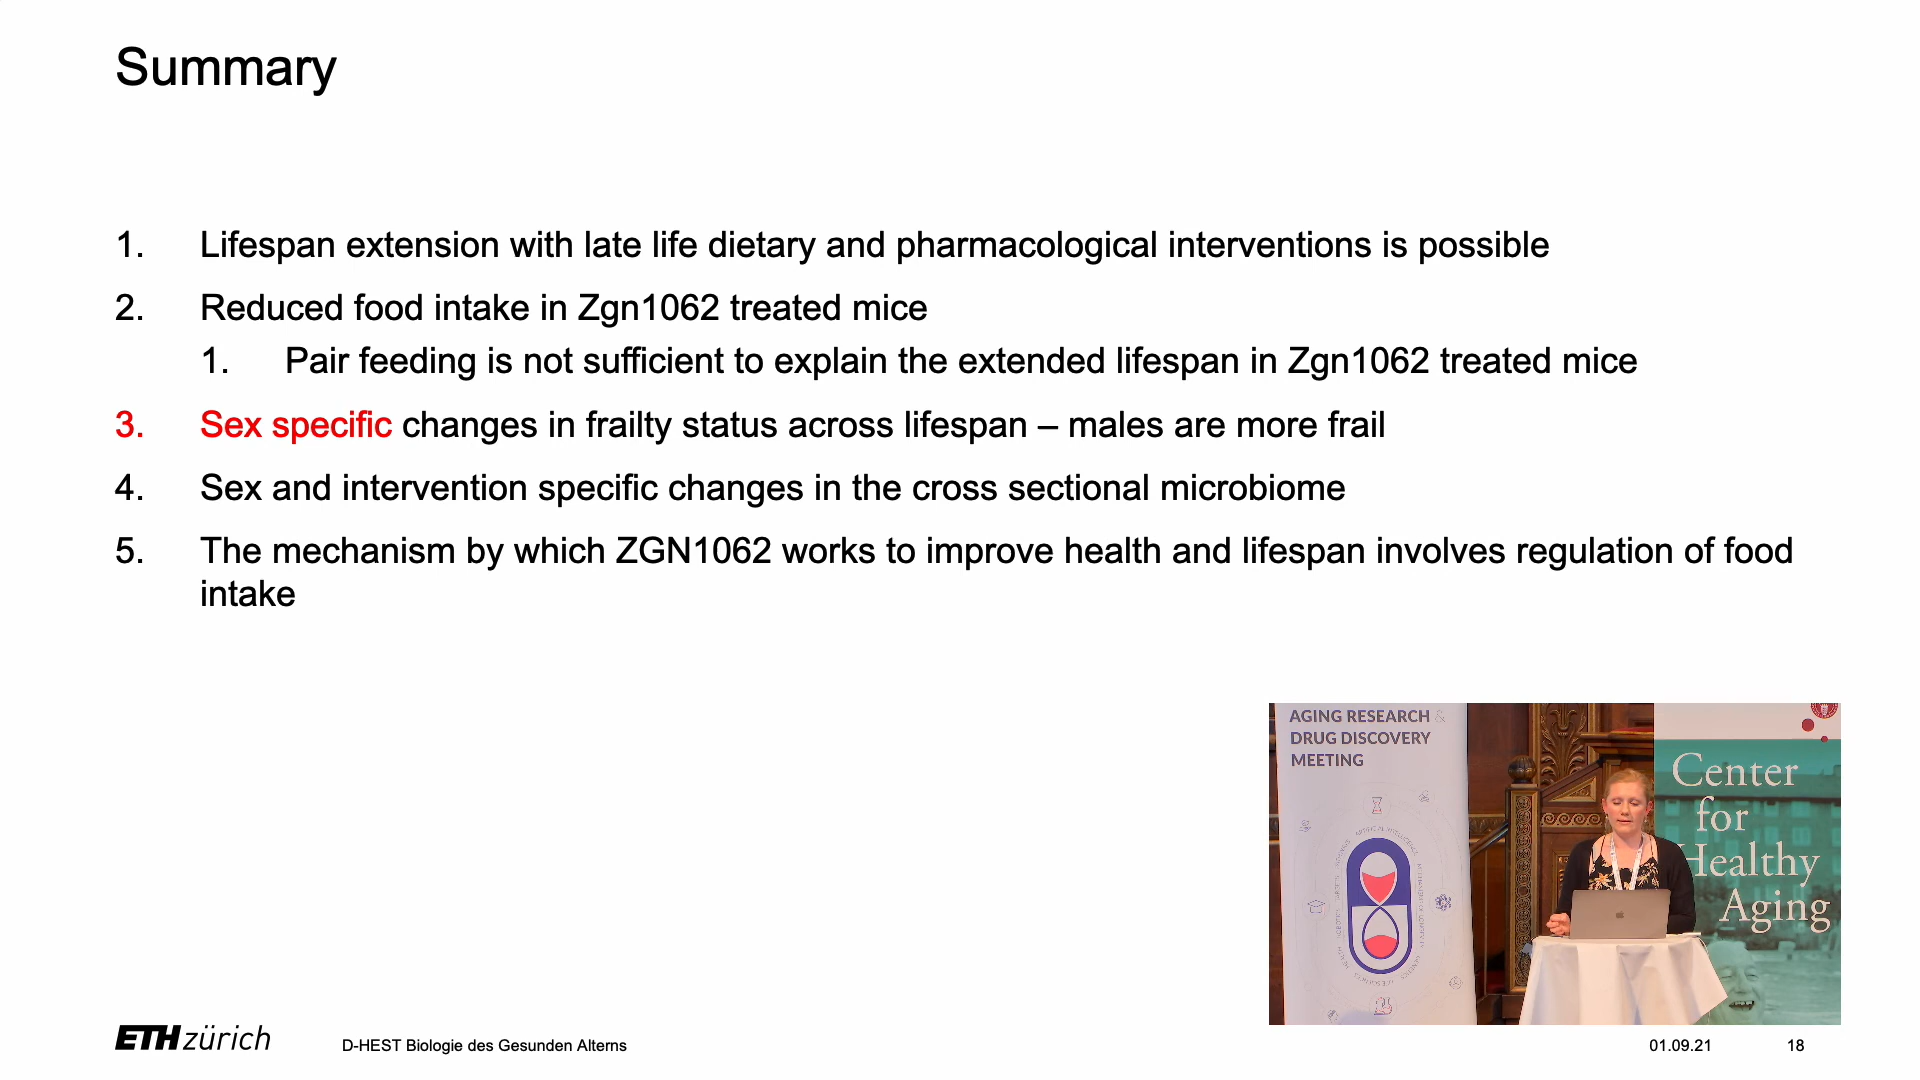 Summary
1. Lifespan extension with late life dietary and pharmacological interventions is possible
2. Reduced food intake in Zgn1062 treated mice
1. Pair feeding is not sufficient to explain the extended lifespan in Zgn1062 treated mice
3. Sex specific changes in frailty status across lifespan – males are more frail
4. Sex and intervention specific changes in the cross sectional microbiome
5. The mechanism by which ZGN1062 works to improve health and lifespan involves regulation of food
intake
AGING RESEARCH &
DRUG DISCOVERY
MEETING
Center
for
Healthy
Aging
ETH zürich
D-HEST Biologie des Gesunden Alterns
01.09.21
18